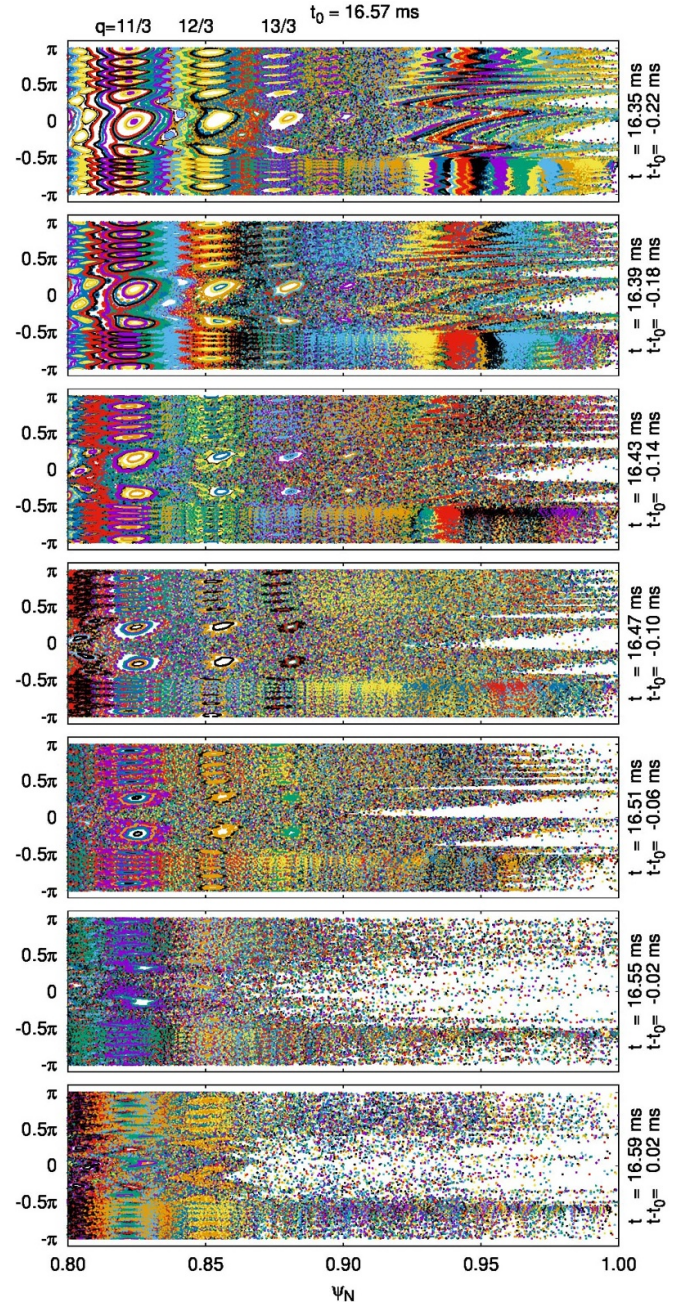 t₀ = 16.57 ms
q=11/3 12/3 13/3
π
0.5π
0
-0.5π
-π
t = 16.35 ms
t-t₀= -0.22 ms
π
0.5π
0
-0.5π
-π
t = 16.39 ms
t-t₀= -0.18 ms
π
0.5π
0
-0.5π
-π
t = 16.43 ms
t-t₀= -0.14 ms
π
0.5π
0
-0.5π
-π
t = 16.47 ms
t-t₀= -0.10 ms
π
0.5π
0
-0.5π
-π
t = 16.51 ms
t-t₀= -0.06 ms
π
0.5π
0
-0.5π
-π
t = 16.55 ms
t-t₀= -0.02 ms
π
0.5π
0
-0.5π
-π
t = 16.59 ms
t-t₀= 0.02 ms
0.80 0.85 0.90 0.95 1.00
ψN